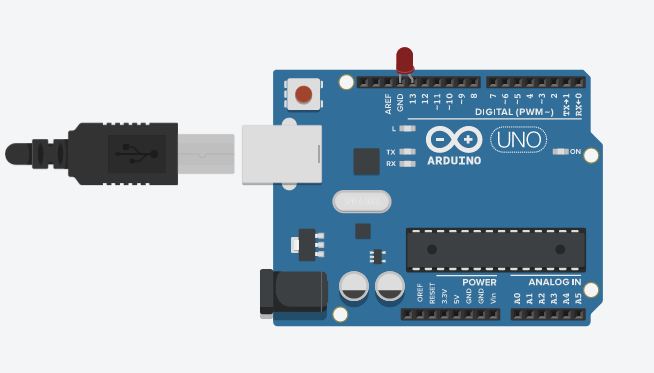 AREF
GND
13
12
~11
~10
~9
8
7
~6
~5
4
~3
2
TX→1
RX←0
DIGITAL (PWM~)
L
TX
RX
ARDUINO
UNO
ON
POWER
ANALOG IN
IOREF
RESET
3.3V
5V
GND
GND
Vin
A0
A1
A2
A3
A4
A5